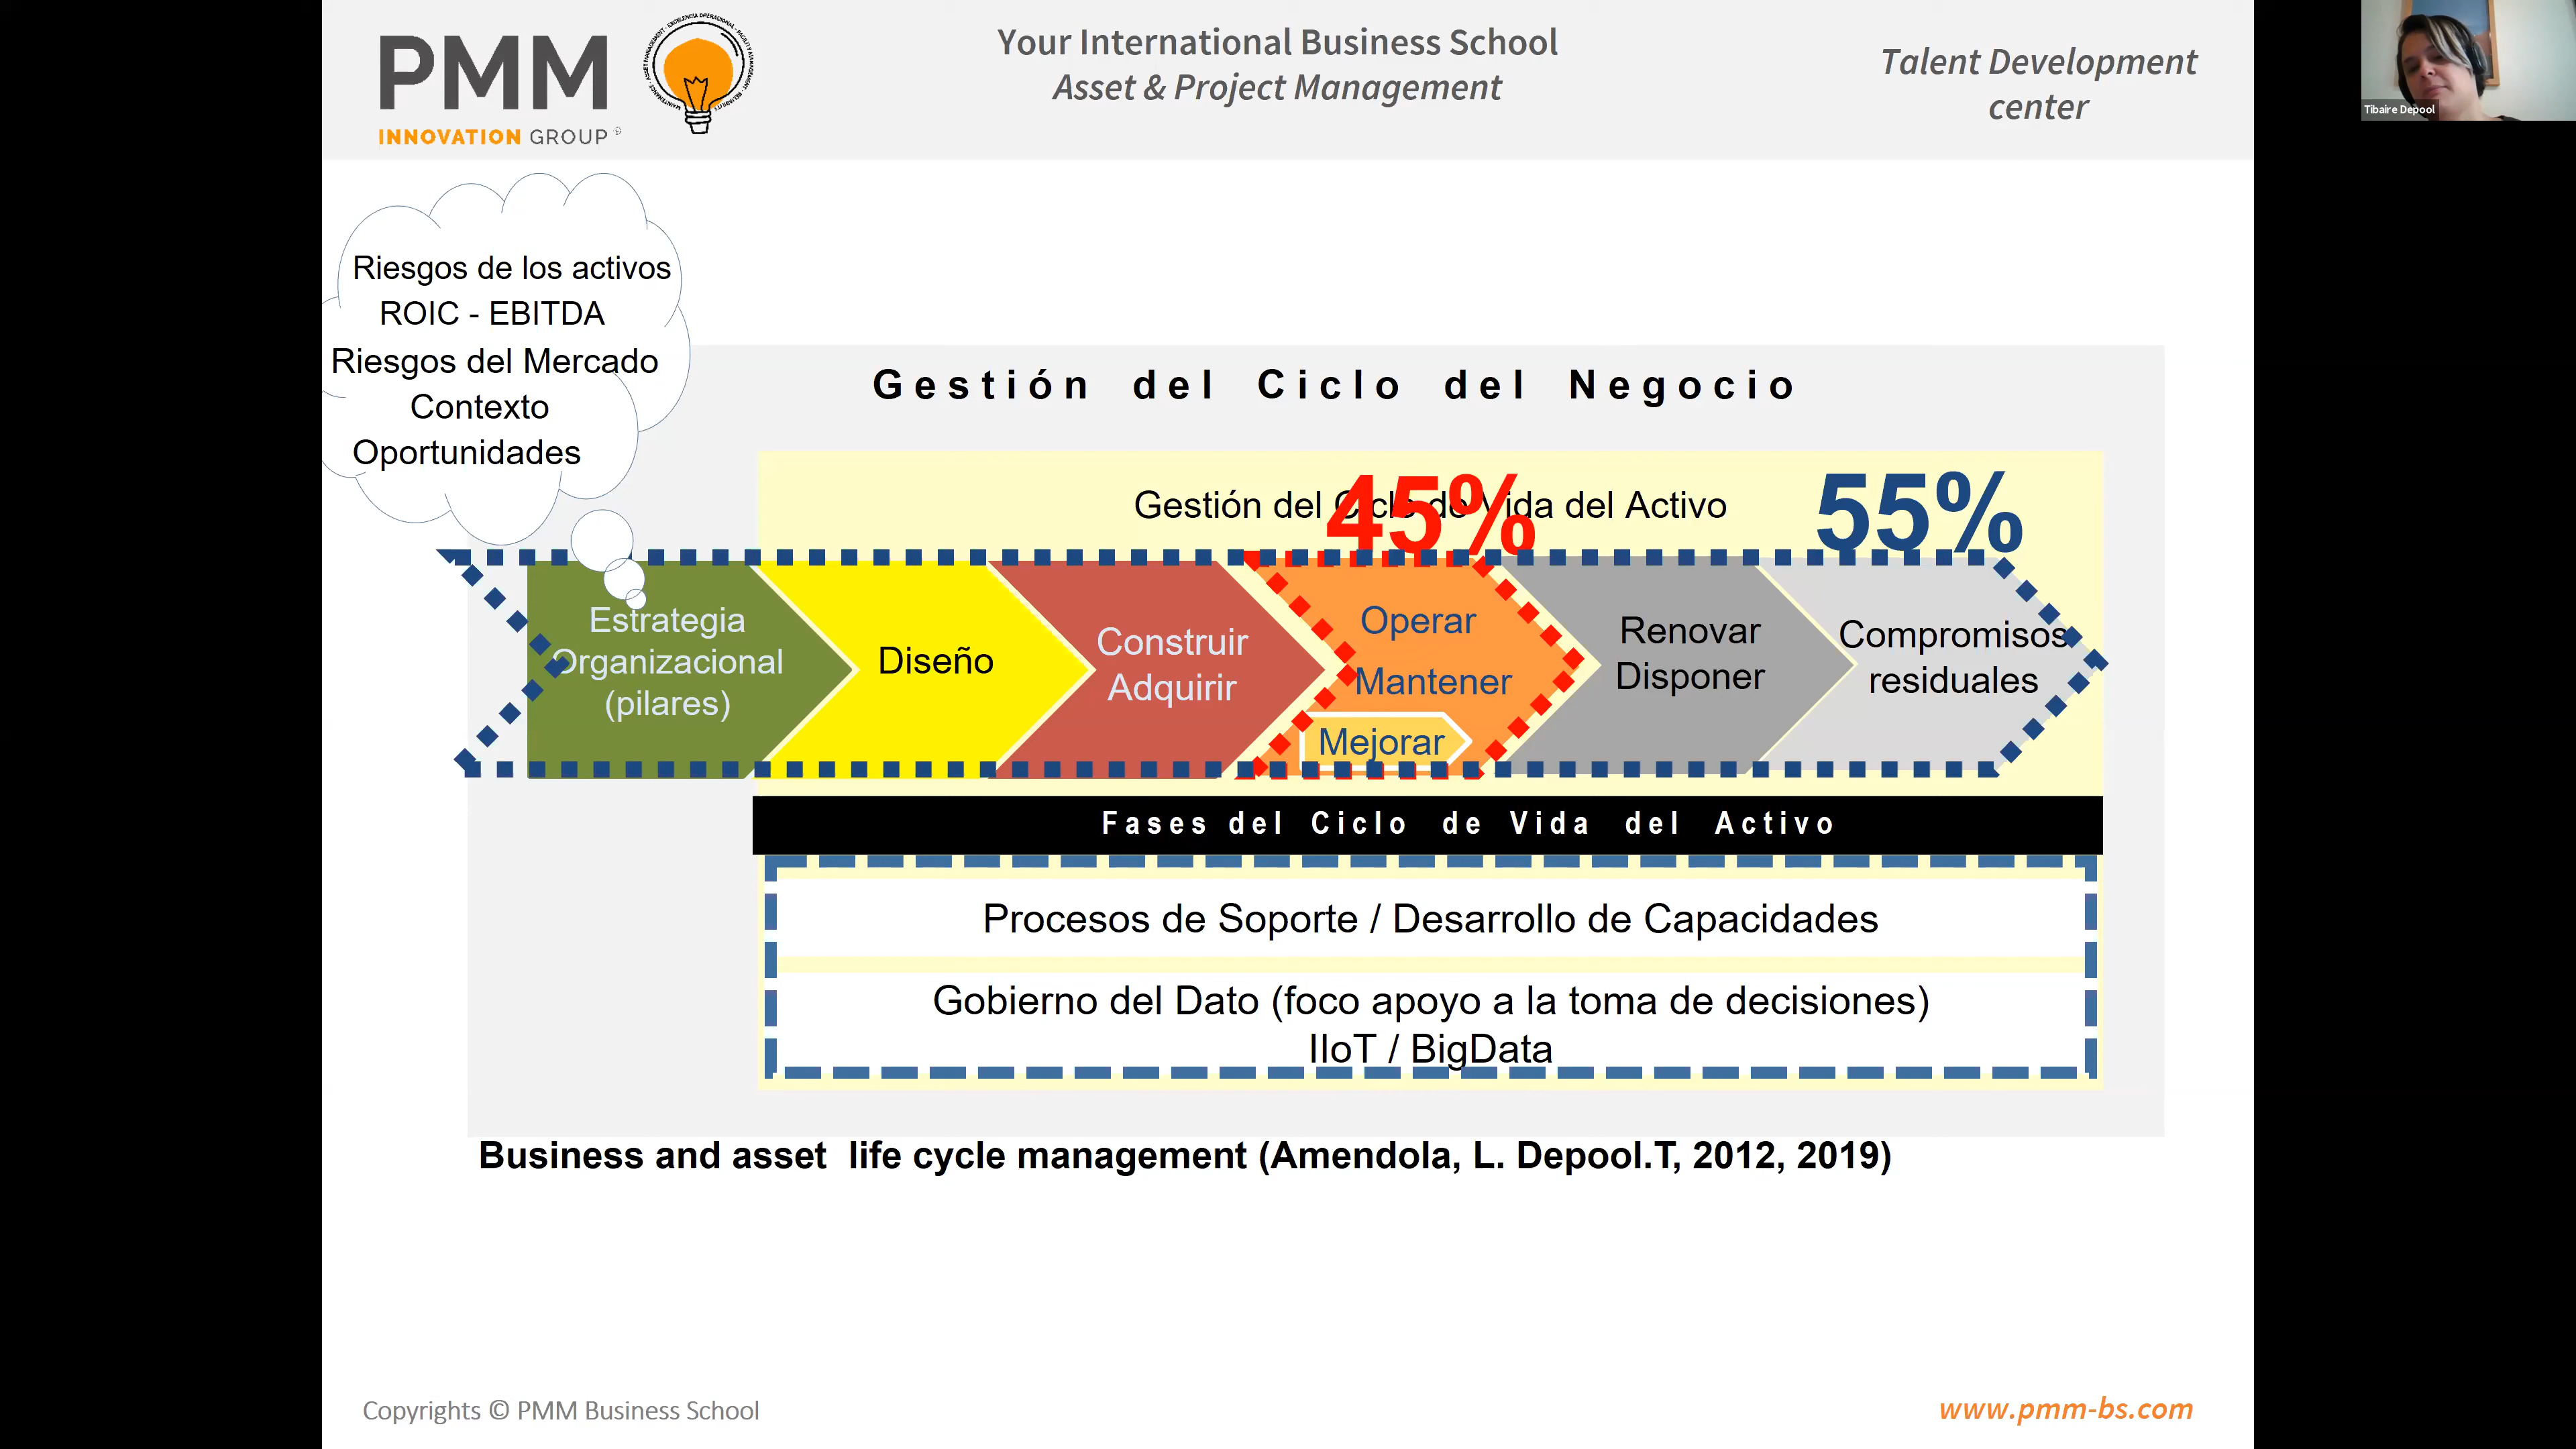 PMM
INNOVATION GROUP
Your International Business School
Asset & Project Management
Talent Development
center
Tibaire Depool
Riesgos de los activos
ROIC - EBITDA
Riesgos del Mercado
Contexto
Oportunidades
Gestión del Ciclo del Negocio
Gestión del Ciclo de Vida del Activo
45%
55%
Estrategia
Organizacional
(pilares)
Diseño
Construir
Adquirir
Operar
Mantener
Mejorar
Renovar
Disponer
Compromisos
residuales
Fases del Ciclo de Vida del Activo
Procesos de Soporte / Desarrollo de Capacidades
Gobierno del Dato (foco apoyo a la toma de decisiones)
IIoT / BigData
Business and asset life cycle management (Amendola, L. Depool.T, 2012, 2019)
Copyrights © PMM Business School
www.pmm-bs.com